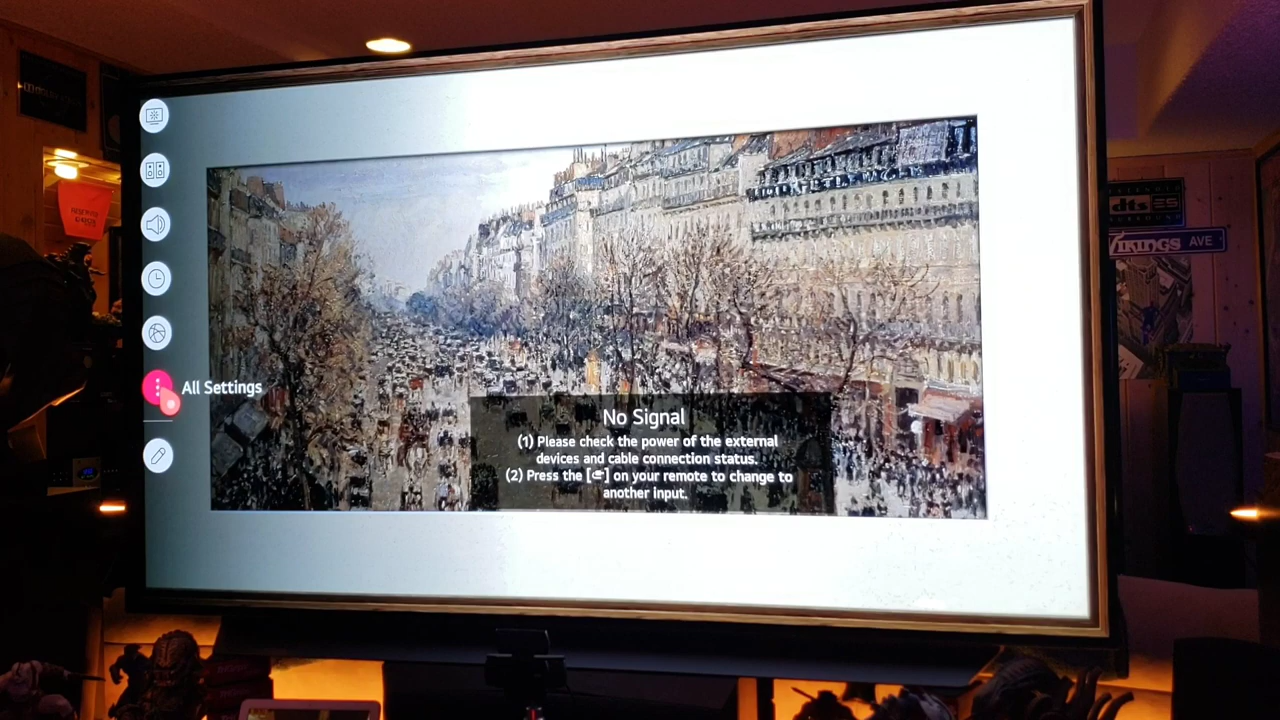 All Settings
No Signal
(1) Please check the power of the external
devices and cable connection status.
(2) Press the [] on your remote to change to
another input.
dts
VIKINGS AVE